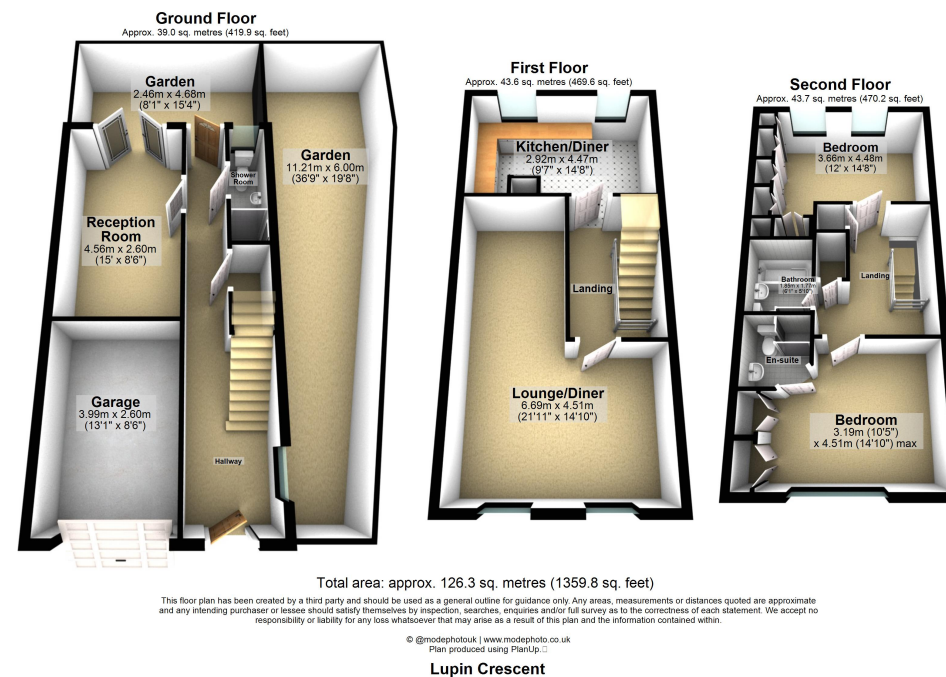 Ground Floor
Approx. 39.0 sq. metres (419.9 sq. feet)
Garden
2.46m x 4.68m
(8'1" x 15'4")
Garden
11.21m x 6.00m
(36'9" x 19'8")
Shower
Room
Reception
Room
4.56m x 2.60m
(15' x 8'6")
Garage
3.99m x 2.60m
(13'1" x 8'6")
Hallway
First Floor
Approx. 43.6 sq. metres (469.6 sq. feet)
Kitchen/Diner
2.92m x 4.47m
(9'7" x 14'8")
Landing
Lounge/Diner
6.69m x 4.51m
(21'11" x 14'10")
Second Floor
Approx. 43.7 sq. metres (470.2 sq. feet)
Bedroom
3.66m x 4.48m
(12' x 14'8")
Bathroom
1.85m x 1.77m
(6'1" x 5'10")
Landing
En-suite
Bedroom
3.19m (10'5")
x 4.51m (14'10") max
Total area: approx. 126.3 sq. metres (1359.8 sq. feet)
This floor plan has been created by a third party and should be used as a general outline for guidance only. Any areas, measurements or distances quoted are approximate
and any intending purchaser or lessee should satisfy themselves by inspection, searches, enquiries and/or full survey as to the correctness of each statement. We accept no
responsibility or liability for any loss whatsoever that may arise as a result of this plan and the information contained within.
© @modephotouk | www.modephoto.co.uk
Plan produced using PlanUp.
Lupin Crescent